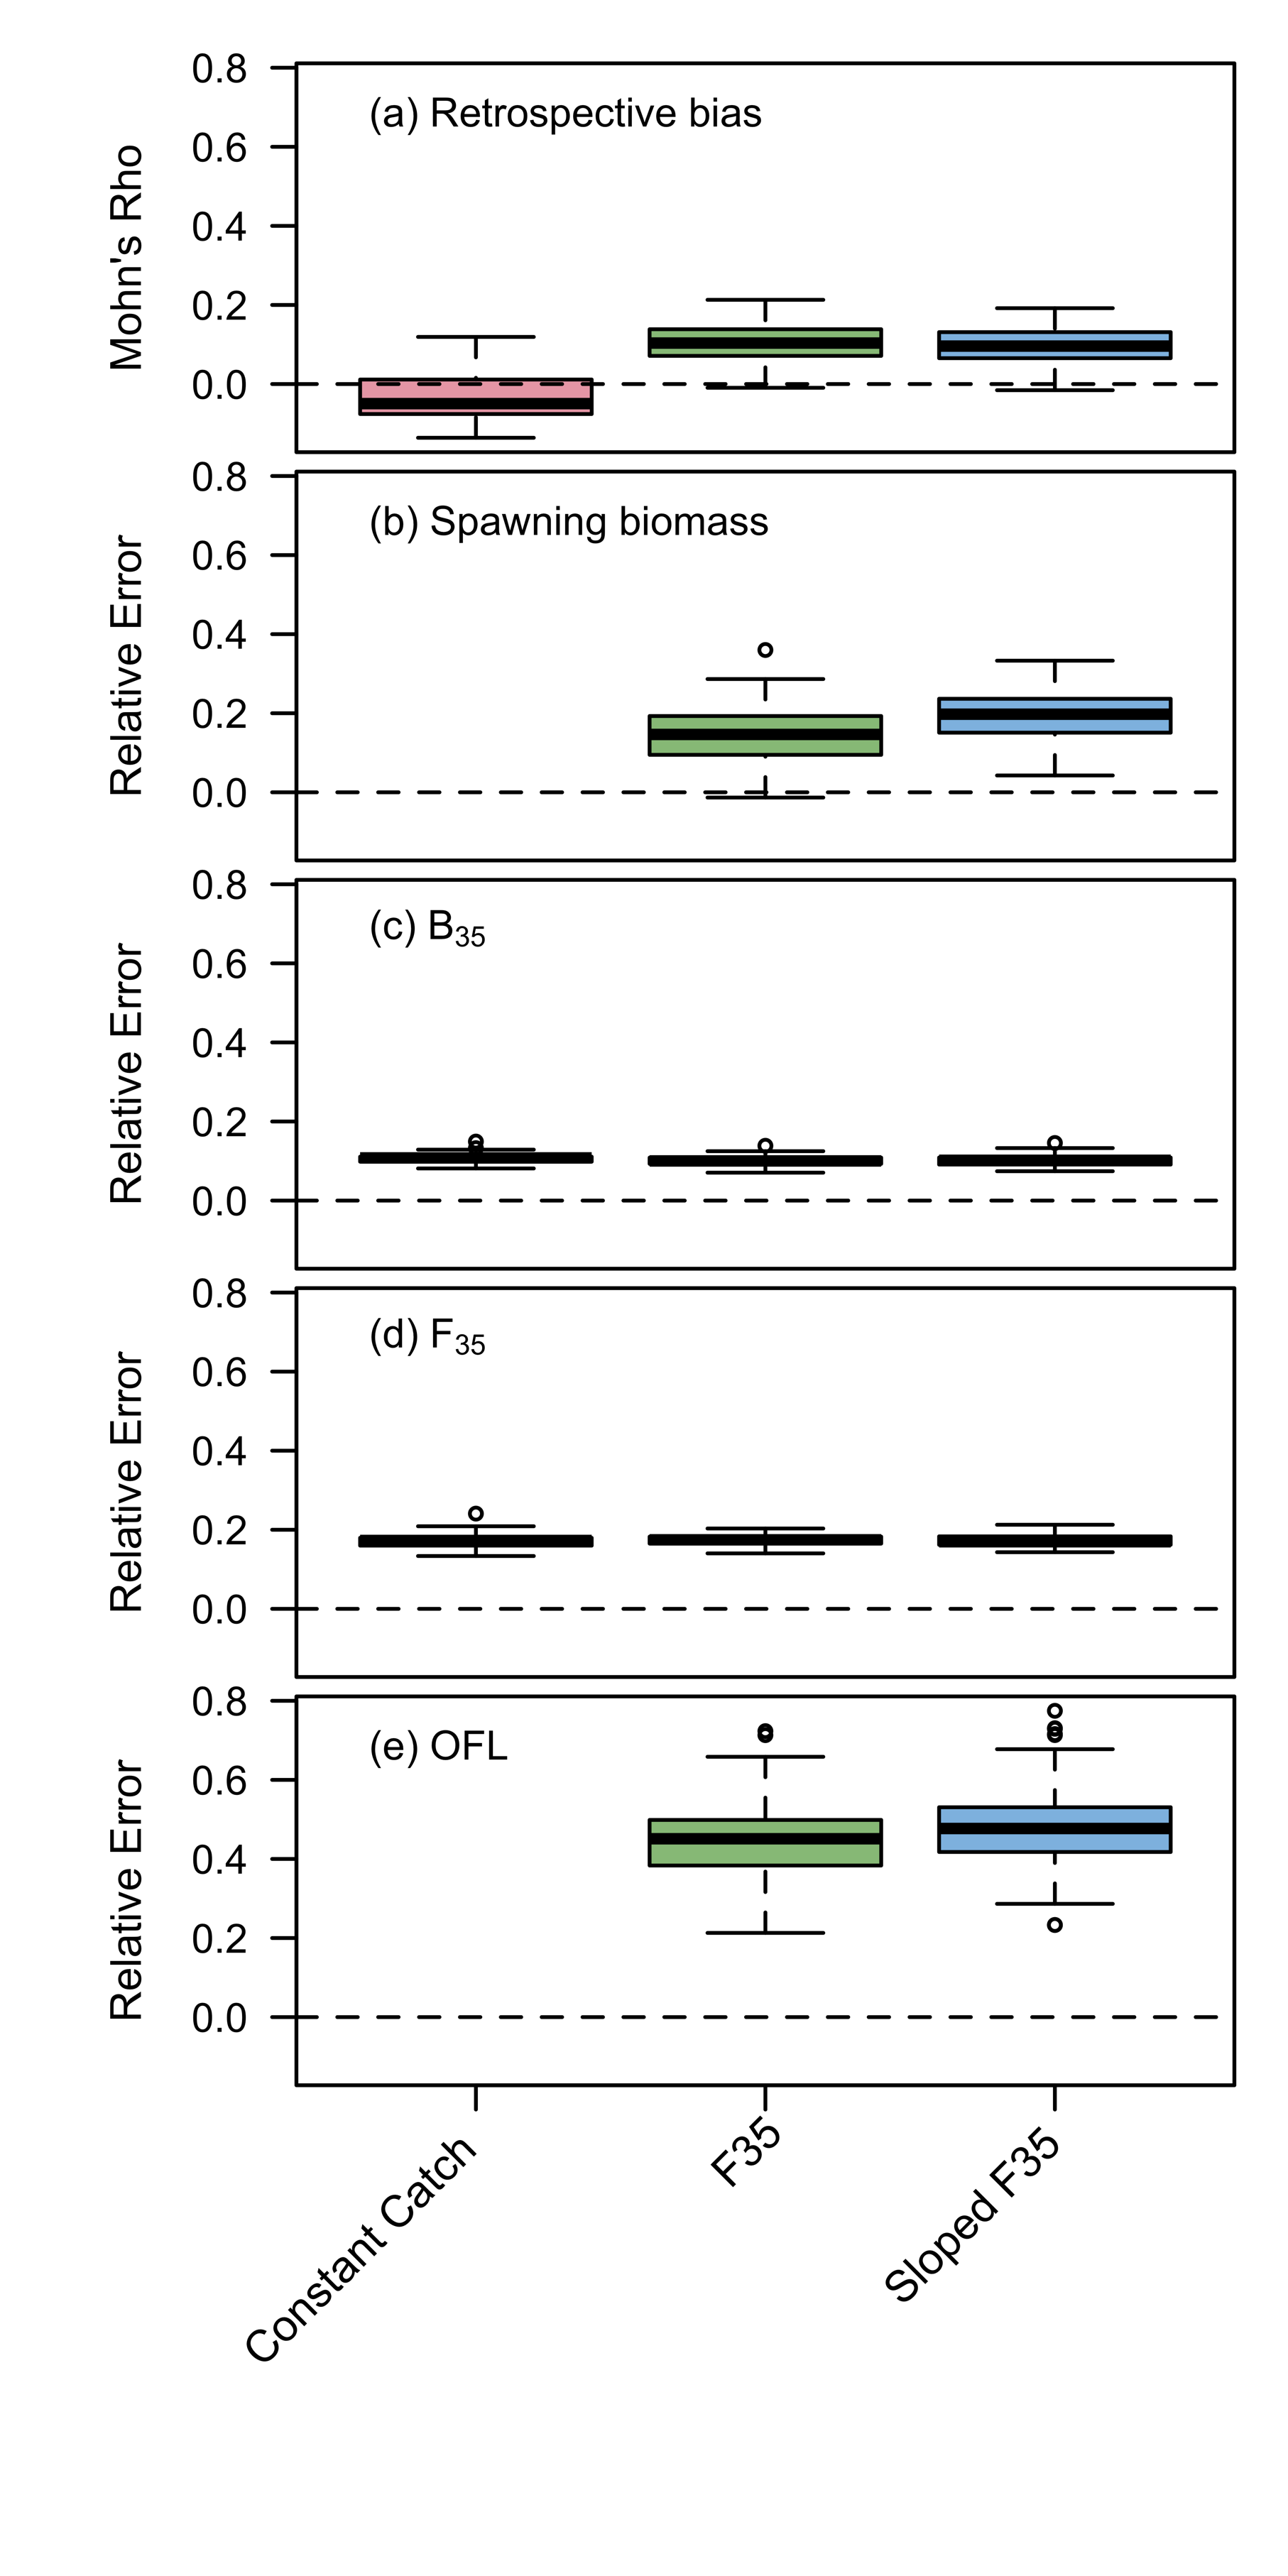 (a) Retrospective bias
Mohn's Rho
0.8
0.6
0.4
0.2
0.0
(b) Spawning biomass
Relative Error
0.8
0.6
0.4
0.2
0.0
(c) B35
Relative Error
0.8
0.6
0.4
0.2
0.0
(d) F35
Relative Error
0.8
0.6
0.4
0.2
0.0
(e) OFL
Relative Error
0.8
0.6
0.4
0.2
0.0
Constant Catch
F35
Sloped F35